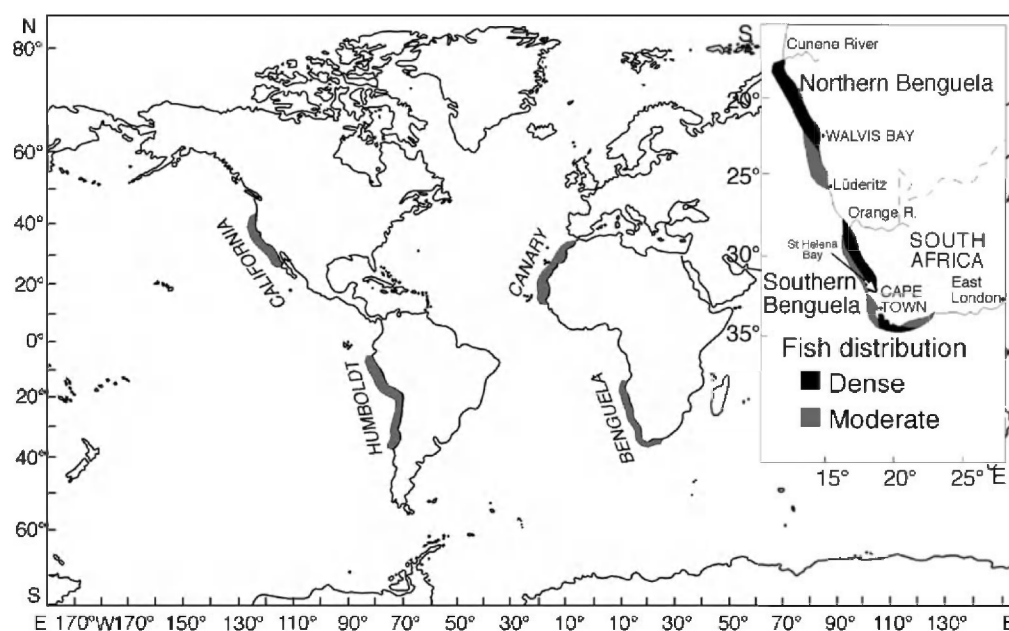 N
80°
60°
40°
20°
0°
20°
40°
60°
S
E 170°W170° 150° 130° 110° 90° 70° 50° 30° 10° 10° 30° 50° 70° 90° 110° 130° 150° E
CALIFORNIA
HUMBOLDT
CANARY
BENGUELA
S
Cunene River
Northern Benguela
20°
WALVIS BAY
25°
Lüderitz
Orange R.
St Helena
Bay
30°
SOUTH
AFRICA
Southern
Benguela
CAPE
TOWN
East
London
35°
Fish distribution
Dense
Moderate
15° 20° 25° E